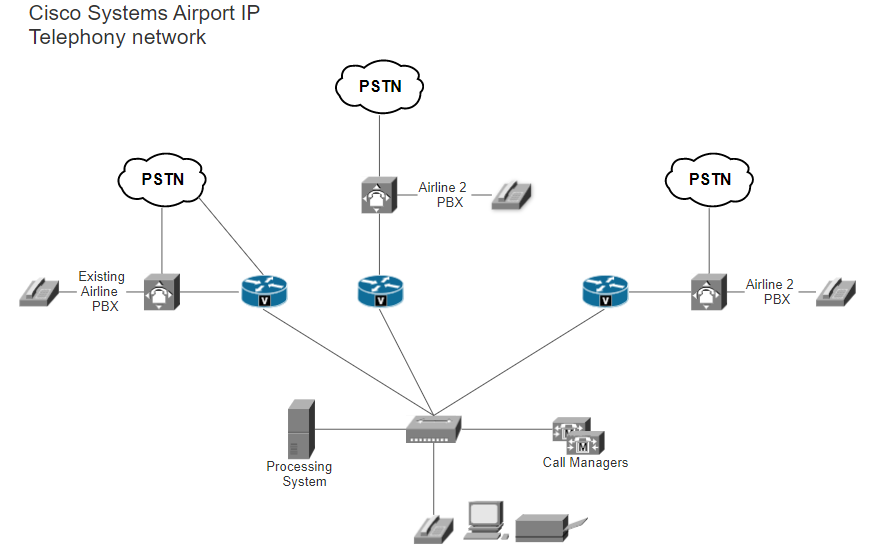 Cisco Systems Airport IP
Telephony network
PSTN
PSTN
PSTN
Airline 2
PBX
Existing
Airline
PBX
V
V
V
Airline 2
PBX
Processing
System
M
M
Call Managers